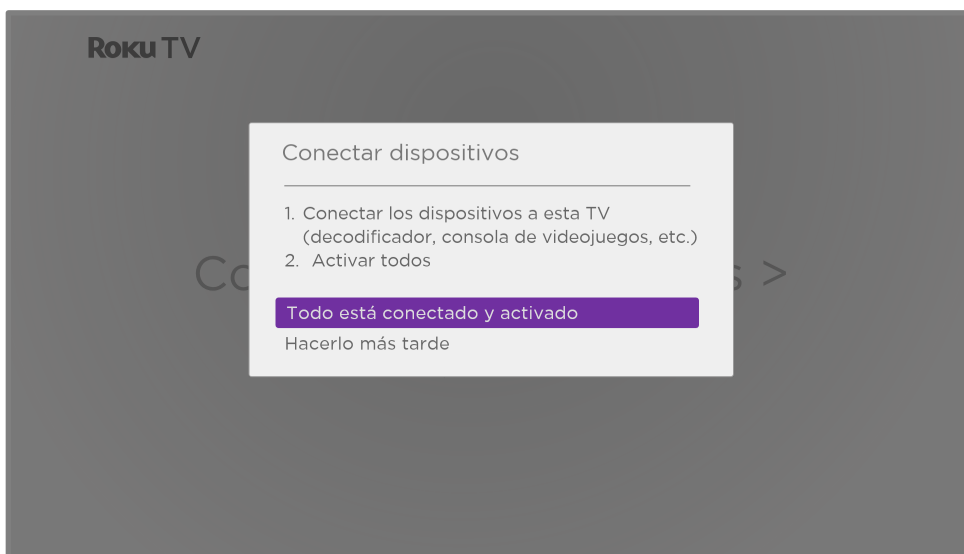 Roku TV
Conectar dispositivos
1. Conectar los dispositivos a esta TV
(decodificador, consola de videojuegos, etc.)
2. Activar todos
Todo está conectado y activado
Hacerlo más tarde